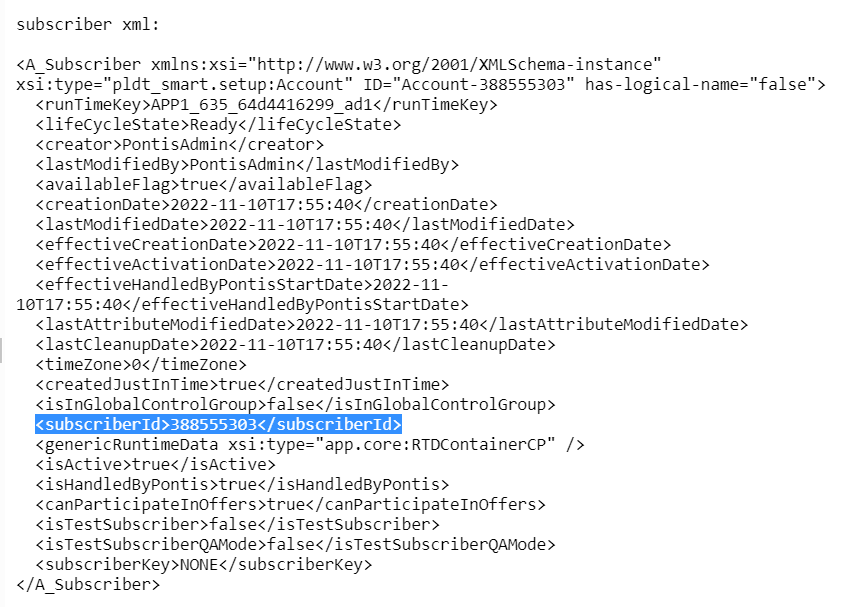 subscriber xml:
<A_Subscriber xmlns:xsi="http://www.w3.org/2001/XMLSchema-instance"
xsi:type="pldt_smart.setup:Account" ID="Account-388555303" has-logical-name="false">
<runTimeKey>APP1_635_64d4416299_ad1</runTimeKey>
<lifeCycleState>Ready</lifeCycleState>
<creator>PontisAdmin</creator>
<lastModifiedBy>PontisAdmin</lastModifiedBy>
<availableFlag>true</availableFlag>
<creationDate>2022-11-10T17:55:40</creationDate>
<lastModifiedDate>2022-11-10T17:55:40</lastModifiedDate>
<effectiveCreationDate>2022-11-10T17:55:40</effectiveCreationDate>
<effectiveActivationDate>2022-11-10T17:55:40</effectiveActivationDate>
<effectiveHandledByPontisStartDate>2022-11-
10T17:55:40</effectiveHandledByPontisStartDate>
<lastAttributeModifiedDate>2022-11-10T17:55:40</lastAttributeModifiedDate>
<lastCleanupDate>2022-11-10T17:55:40</lastCleanupDate>
<timeZone>0</timeZone>
<createdJustInTime>true</createdJustInTime>
<isInGlobalControlGroup>false</isInGlobalControlGroup>
<subscriberId>388555303</subscriberId>
<genericRuntimeData xsi:type="app.core:RTDContainerCP" />
<isActive>true</isActive>
<isHandledByPontis>true</isHandledByPontis>
<canParticipateInOffers>true</canParticipateInOffers>
<isTestSubscriber>false</isTestSubscriber>
<isTestSubscriberQAMode>false</isTestSubscriberQAMode>
<subscriberKey>NONE</subscriberKey>
</A_Subscriber>